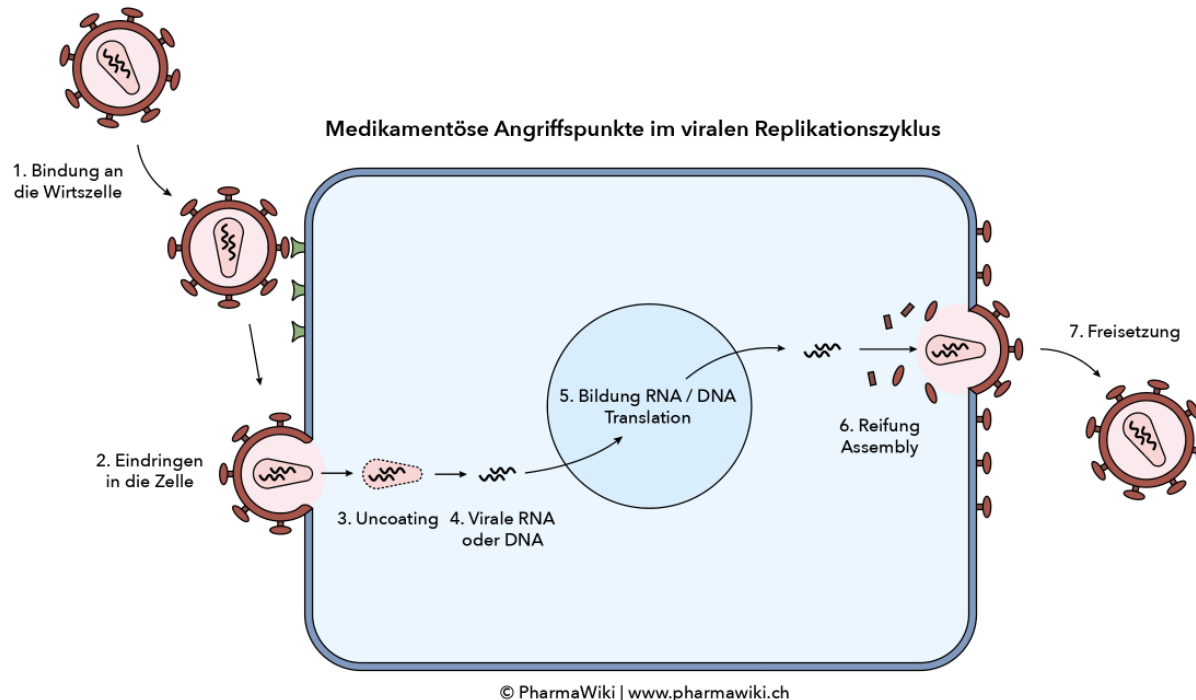 Medikamentöse Angriffspunkte im viralen Replikationszyklus
1. Bindung an
die Wirtszelle
2. Eindringen
in die Zelle
3. Uncoating
4. Virale RNA
oder DNA
5. Bildung RNA / DNA
Translation
6. Reifung
Assembly
7. Freisetzung
© PharmaWiki | www.pharmawiki.ch